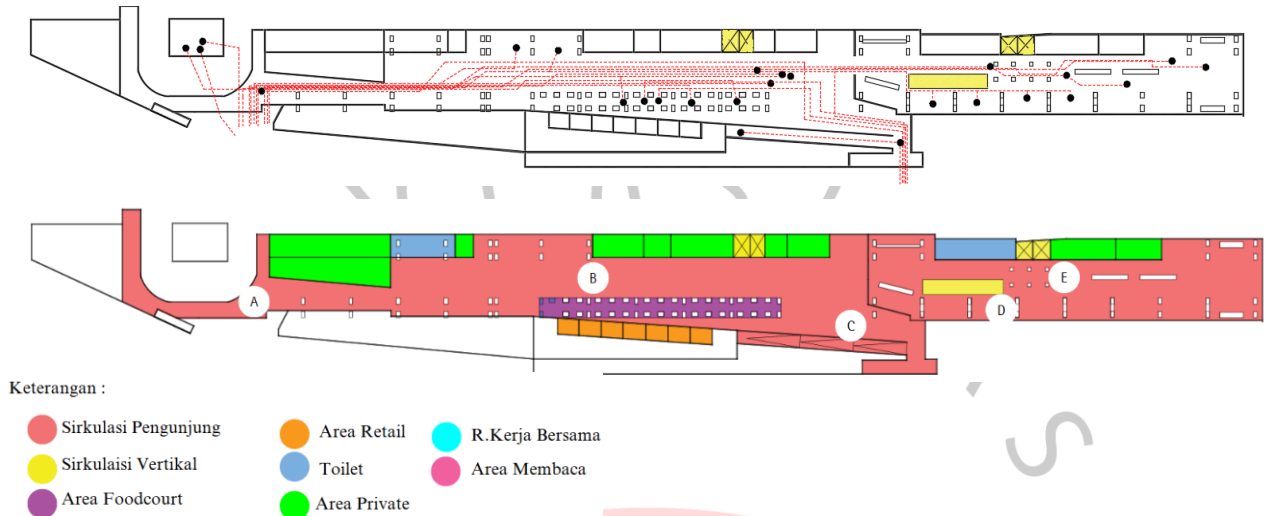 A
B
C
D
E
Keterangan :
Sirkulasi Pengunjung
Area Retail
R.Kerja Bersama
Sirkulaisi Vertikal
Toilet
Area Membaca
Area Foodcourt
Area Private
S